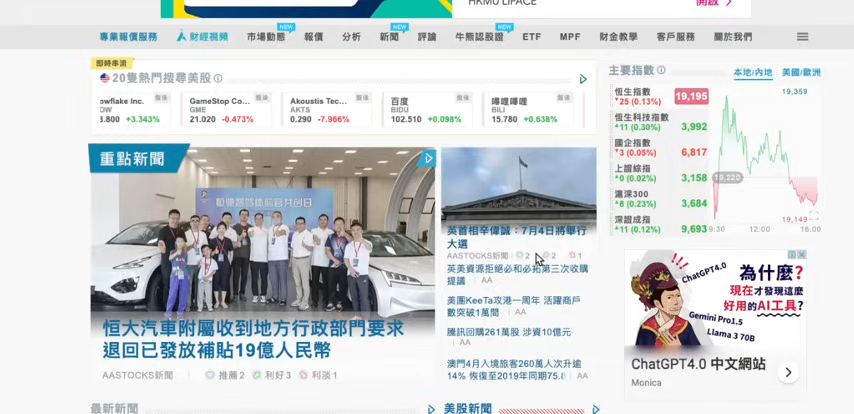 HKMU LiPACE
開啟
專業報價服務
財經視頻
市場動態
NEW
報價
分析
新聞
NEW
評論
牛熊認股證
NEW
ETF
MPF
財金教學
客戶服務
關於我們
即時串流
20隻熱門搜尋美股
owflake Inc.
盤後
OW
3.800 +3.343%
GameStop Co...
盤後
GME
21.020 -0.473%
Akoustis Tec...
盤後
AKTS
0.290 -7.966%
百度
盤後
BIDU
102.510 +0.098%
嗶哩嗶哩
盤後
BILI
15.780 +0.638%
重點新聞
恒大汽車附屬收到地方行政部門要求
退回已發放補貼19億人民幣
AASTOCKS新聞
推薦2
利好3
利淡1
英首相辛偉誠：7月4日將舉行
大選
AASTOCKS新聞
2
2
1
英美資源拒絕必和必拓第三次收購
提議 | AA
美團KeeTa攻港一周年 活躍商戶
數突破1萬間 | AA
騰訊回購261萬股 涉資10億元
| AA
澳門4月入境旅客260萬人次升逾
14% 恢復至2019年同期75.8 | AA
最新新聞
美股新聞
主要指數
本地/內地
美國/歐洲
恒生指數
▼25 (0.13%)
19,195
恒生科技指數
▲11 (0.30%)
3,992
國企指數
▼3 (0.05%)
6,817
上證綜指
▲0 (0.02%)
3,158
滬深300
▲8 (0.23%)
3,684
深證成指
▲11 (0.12%)
9,693
19,359
19,220
19,149
9:30
12:00
16:00
ChatGPT4.0
為什麼?
現在才發現這麼
好用的AI工具?
Gemini Pro1.5
Llama 3 70B
ChatGPT4.0 中文網站
Monica